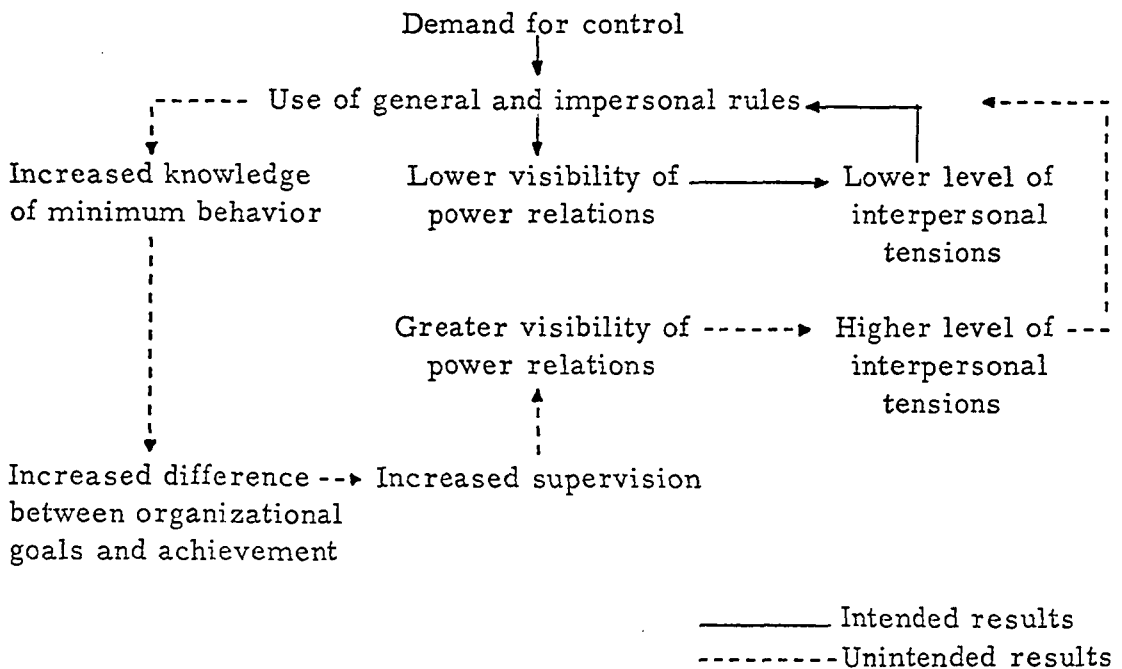 Demand for control
Use of general and impersonal rules
Increased knowledge
of minimum behavior
Lower visibility of
power relations
Lower level of
interpersonal
tensions
Greater visibility of
power relations
Higher level of
interpersonal
tensions
Increased difference
between organizational
goals and achievement
Increased supervision
Intended results
Unintended results